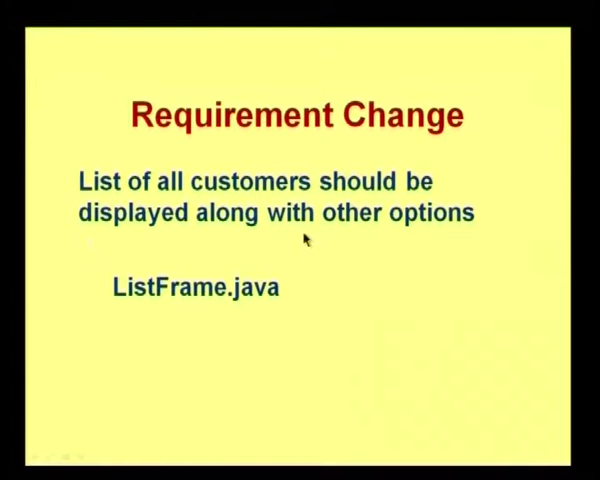 Requirement Change
List of all customers should be
displayed along with other options
ListFrame.java